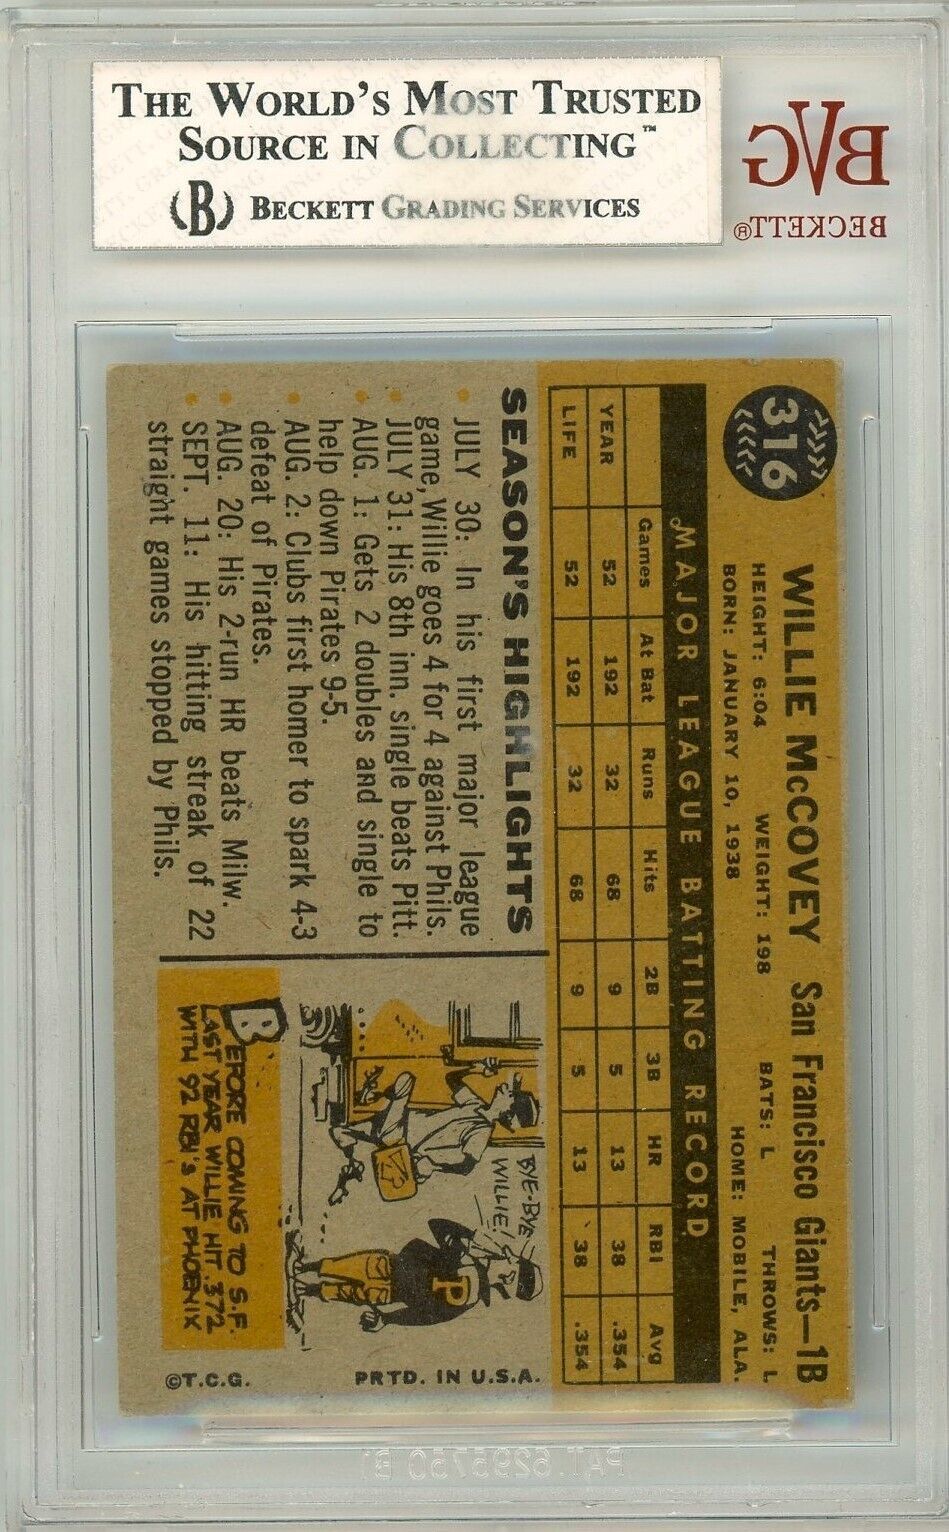 THE WORLD'S MOST TRUSTED
SOURCE IN COLLECTING™
(B) BECKETT GRADING SERVICES
BVG
BECKETT®
316
WILLIE McCOVEY San Francisco Giants—1B
HEIGHT: 6:04 WEIGHT: 198 BATS: L THROWS: L
BORN: JANUARY 10, 1938 HOME: MOBILE, ALA.
MAJOR LEAGUE BATTING RECORD
Games At Bat Runs Hits 2B 3B HR RBI Avg
YEAR 52 192 32 68 9 5 13 38 .354
LIFE 52 192 32 68 9 5 13 38 .354
SEASON'S HIGHLIGHTS
• JULY 30: In his first major league
game, Willie goes 4 for 4 against Phils.
• JULY 31: His 8th inn. single beats Pitt.
• AUG. 1: Gets 2 doubles and single to
help down Pirates 9-5.
• AUG. 2: Clubs first homer to spark 4-3
defeat of Pirates.
• AUG. 20: His 2-run HR beats Milw.
• SEPT. 11: His hitting streak of 22
straight games stopped by Phils.
BYE-BYE
WILLIE!
P
BEFORE COMING TO S.F.
LAST YEAR WILLIE HIT .372
WITH 92 RBI'S AT PHOENIX
©T.C.G. PRTD. IN U.S.A.
PAT. 6295750 B1